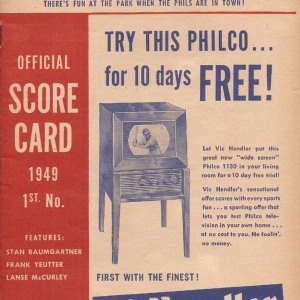 THERE'S FUN AT THE PARK WHEN THE PHILS ARE IN TOWN!
OFFICIAL
SCORE
CARD
1949
1ST. No.
FEATURES:
STAN BAUMGARTNER
FRANK YEUTTER
LANSE McCURLEY
TRY THIS PHILCO...
for 10 days FREE!
Let Vic Hendler put this
great new "wide screen"
Philco 1150 in your living
room for a 10 day free trial!
Vic Hendler's sensational
offer scores with every sports
fan . . . a sporting offer that
lets you test Philco tele-
vision in your own home . . .
at no cost to you. No foolin',
no money.
FIRST WITH THE FINEST!